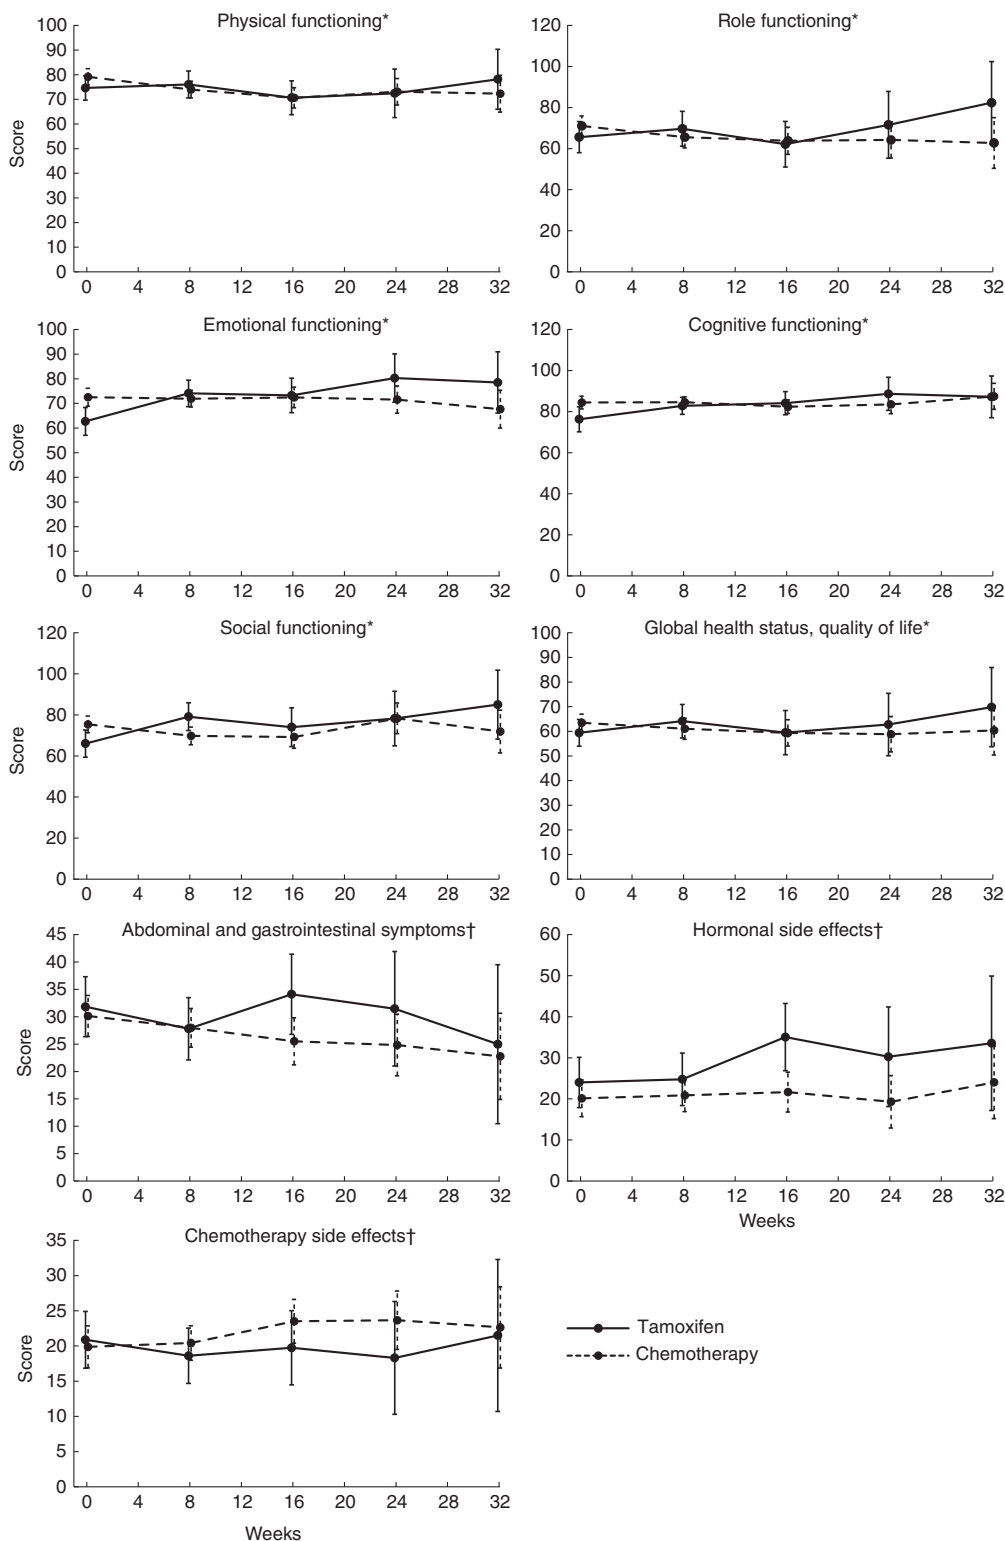 Physical functioning*
Score
100
90
80
70
60
50
40
30
20
10
0
0 4 8 12 16 20 24 28 32
Role functioning*
120
100
80
60
40
20
0
0 4 8 12 16 20 24 28 32
Emotional functioning*
Score
100
90
80
70
60
50
40
30
20
10
0
0 4 8 12 16 20 24 28 32
Cognitive functioning*
120
100
80
60
40
20
0
0 4 8 12 16 20 24 28 32
Social functioning*
Score
120
100
80
60
40
20
0
0 4 8 12 16 20 24 28 32
Global health status, quality of life*
100
90
80
70
60
50
40
30
20
10
0
0 4 8 12 16 20 24 28 32
Abdominal and gastrointestinal symptoms†
Score
45
40
35
30
25
20
15
10
5
0
0 4 8 12 16 20 24 28 32
Hormonal side effects†
60
50
40
30
20
10
0
0 4 8 12 16 20 24 28 32
Weeks
Chemotherapy side effects†
Score
35
30
25
20
15
10
5
0
0 4 8 12 16 20 24 28 32
Weeks
Tamoxifen
Chemotherapy